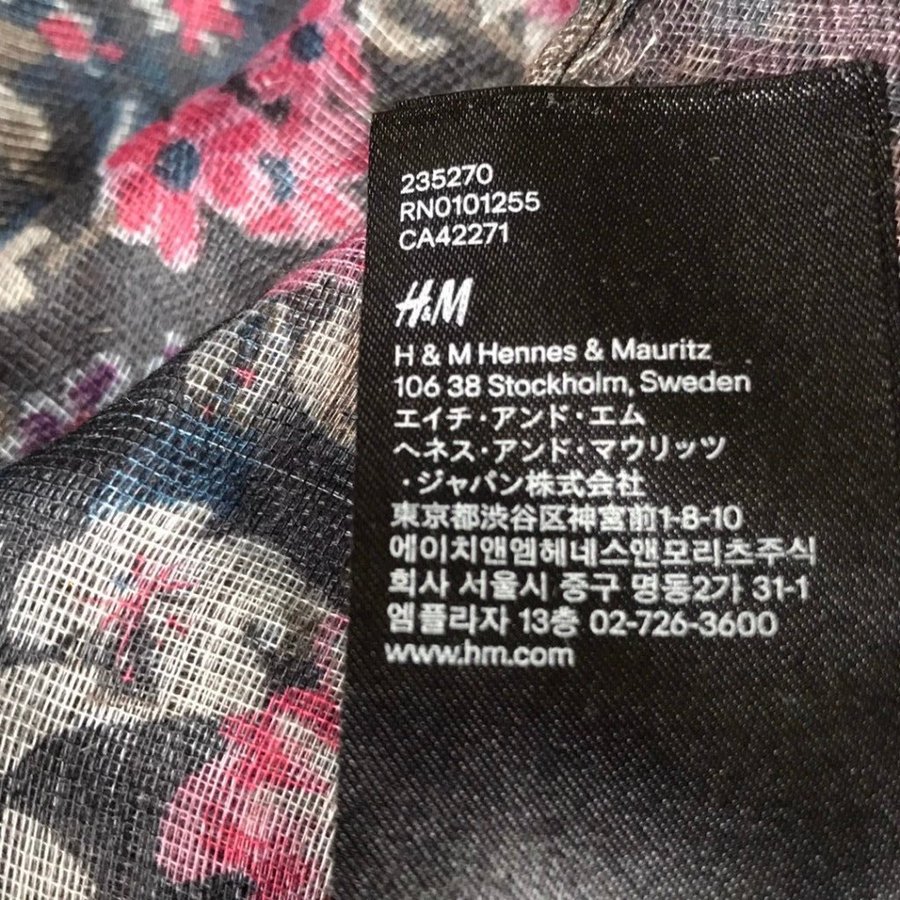 235270
RN0101255
CA42271
H&M
H & M Hennes & Mauritz
106 38 Stockholm, Sweden
エイチ・アンド・エム
ヘネス・アンド・マウリッツ
・ジャパン株式会社
東京都渋谷区神宮前1-8-10
에이치앤엠헤네스앤모리츠주식
회사 서울시 중구 명동2가 31-1
엠플라자 13층 02-726-3600
www.hm.com